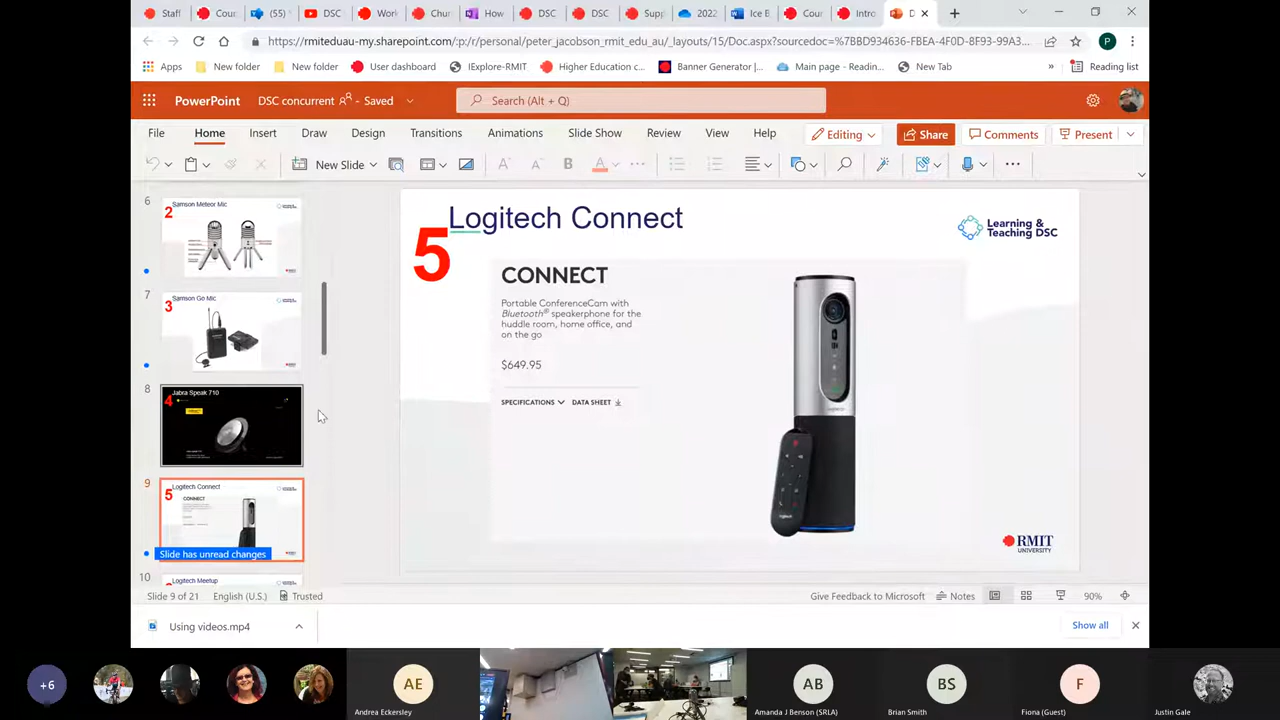 Staff
Cour
(55)
DSC
Work
Chur
How
DSC
DSC
Supp
2022
Ice B
Cour
Intro
D
https://rmiteduau-my.sharepoint.com/:p:/r/personal/peter_jacobson_rmit_edu_au/_layouts/15/Doc.aspx?sourcedoc=%7BBD934636-FBEA-4F0D-8F93-99A3...
P
Apps
New folder
New folder
User dashboard
IExplore-RMIT
Higher Education c...
Banner Generator |...
Main page - Readin...
New Tab
»
Reading list
PowerPoint
DSC concurrent - Saved
Search (Alt + Q)
File
Home
Insert
Draw
Design
Transitions
Animations
Slide Show
Review
View
Help
Editing
Share
Comments
Present
New Slide
6
Samson Meteor Mic
2
7
Samson Go Mic
3
8
Jabra Speak 710
4
9
Logitech Connect
5
CONNECT
Slide has unread changes
10
Logitech Meetup
5
Logitech Connect
Learning &
Teaching DSC
CONNECT
Portable ConferenceCam with
Bluetooth® speakerphone for the
huddle room, home office, and
on the go
$649.95
SPECIFICATIONS
DATA SHEET
RMIT
UNIVERSITY
Slide 9 of 21
English (U.S.)
Trusted
Give Feedback to Microsoft
Notes
90%
Using videos.mp4
Show all
+6
AE
Andrea Eckersley
AB
Amanda J Benson (SRLA)
BS
Brian Smith
F
Fiona (Guest)
Justin Gale